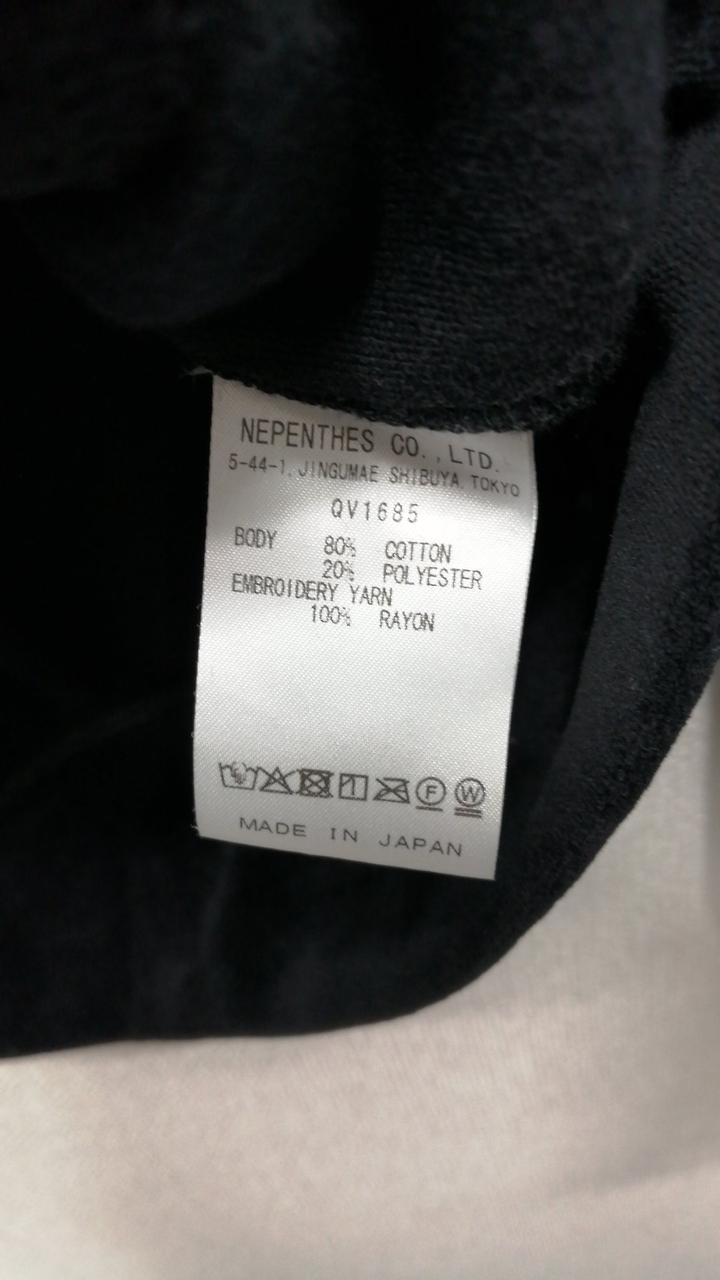 NEPENTHES CO.,LTD.
5-44-1, JINGUMAE SHIBUYA, TOKYO
QV1685
BODY 80% COTTON
20% POLYESTER
EMBROIDERY YARN
100% RAYON
F W
MADE IN JAPAN